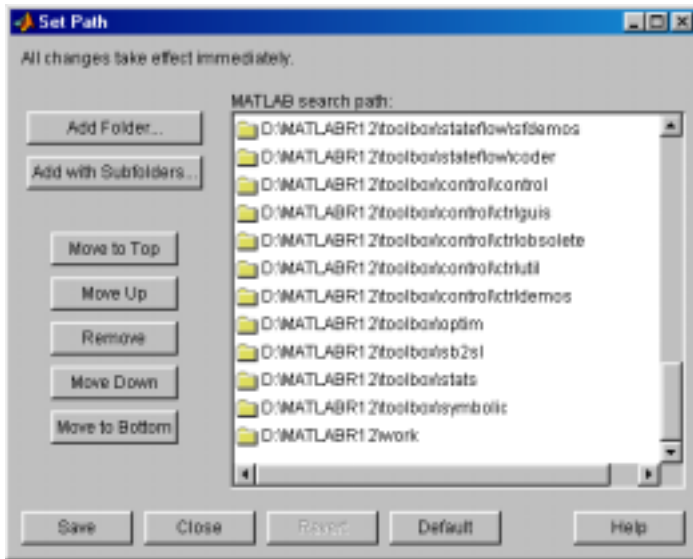 Set Path
All changes take effect immediately.
MATLAB search path:
Add Folder...
Add with Subfolders...
Move to Top
Move Up
Remove
Move Down
Move to Bottom
D:\MATLABR12\toolbox\stateflow\sfdemos
D:\MATLABR12\toolbox\stateflow\coder
D:\MATLABR12\toolbox\control\control
D:\MATLABR12\toolbox\control\ctrlguis
D:\MATLABR12\toolbox\control\ctrlobsolete
D:\MATLABR12\toolbox\control\ctrlutil
D:\MATLABR12\toolbox\control\ctrldemos
D:\MATLABR12\toolbox\optim
D:\MATLABR12\toolbox\sb2sl
D:\MATLABR12\toolbox\stats
D:\MATLABR12\toolbox\symbolic
D:\MATLABR12\work
Save Close Revert Default Help